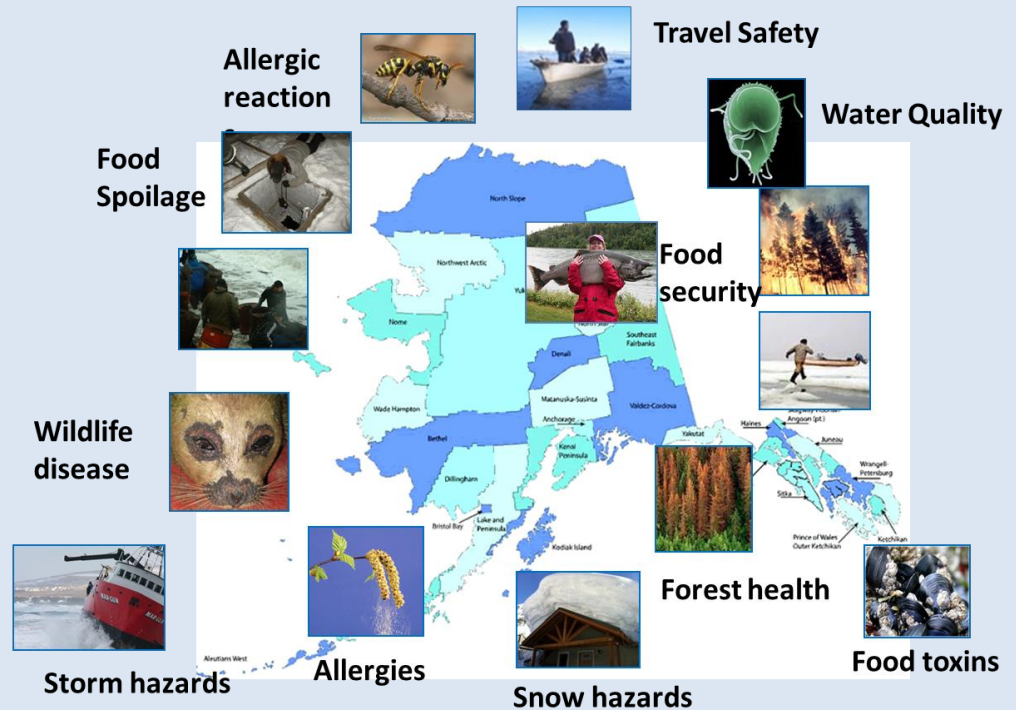 Travel Safety
Allergic
reaction
Water Quality
Food
Spoilage
North Slope
Northwest Arctic
Food
security
Nome
Southeast
Fairbanks
Denali
Matanuska-Susitna
Wade Hampton
Anchorage
Valdez-Cordova
Wildlife
disease
Bethel
Kenai
Peninsula
Yakutat
Haines
Angoon (pt.)
Juneau
Wrangell-
Petersburg
Dillingham
Sitka
Bristol Bay
Lake and
Peninsula
Kodiak Island
Prince of Wales
Outer Ketchikan
Ketchikan
Forest health
Aleutians West
Allergies
Food toxins
Storm hazards
Snow hazards